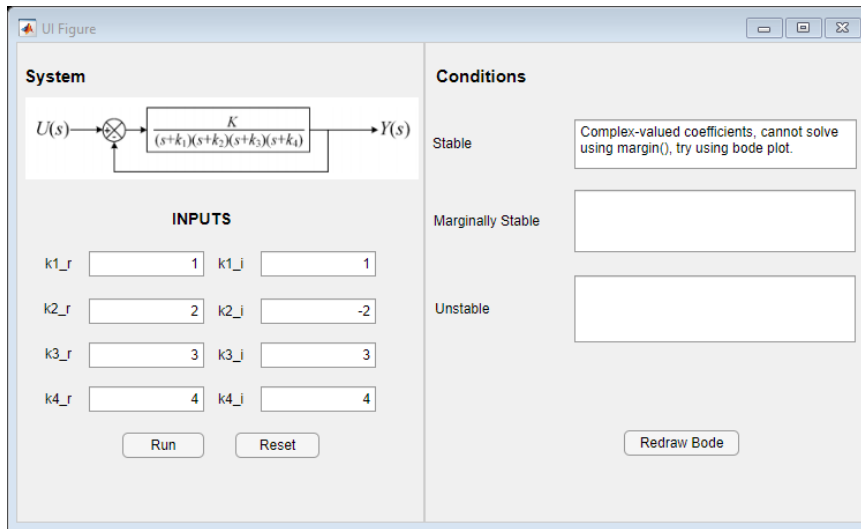 UI Figure
System
U(s)
+
-
K
(s+k₁)(s+k₂)(s+k₃)(s+k₄)
Y(s)
INPUTS
k1_r 1 k1_i 1
k2_r 2 k2_i -2
k3_r 3 k3_i 3
k4_r 4 k4_i 4
Run Reset
Conditions
Stable
Complex-valued coefficients, cannot solve
using margin(), try using bode plot.
Marginally Stable
Unstable
Redraw Bode